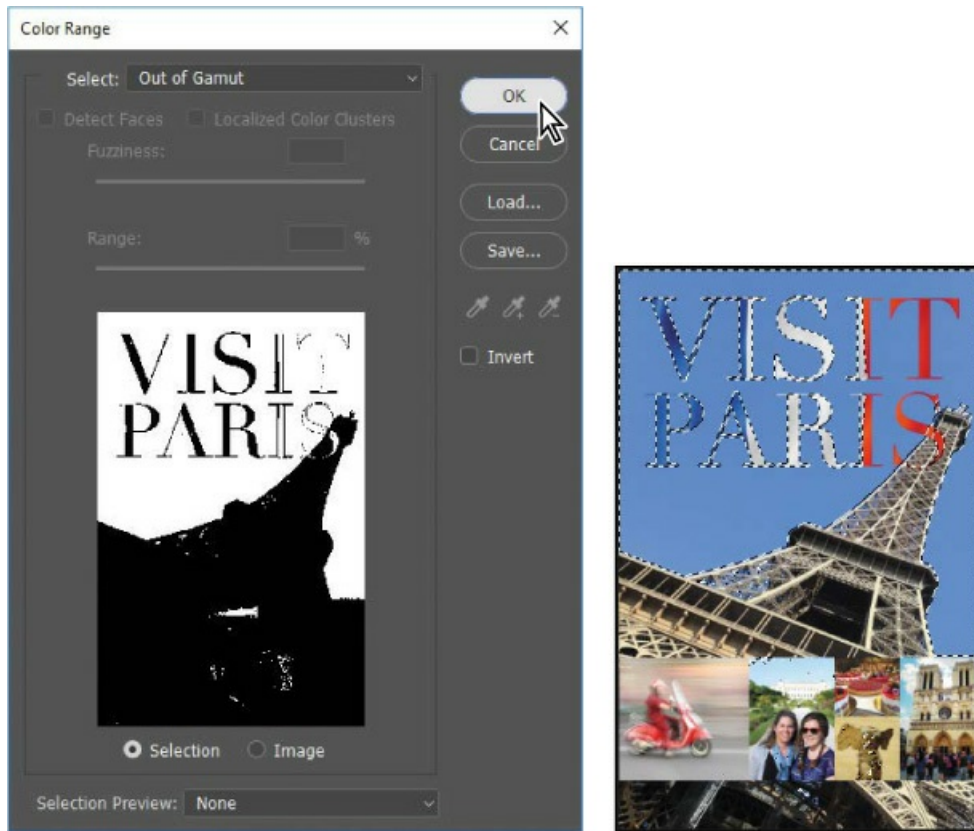 Color Range
Select: Out of Gamut
Detect Faces Localized Color Clusters
Fuzziness:
Range: %
VISIT
PARIS
Selection Image
Selection Preview: None
OK
Cancel
Load...
Save...
Invert
VISIT
PARIS